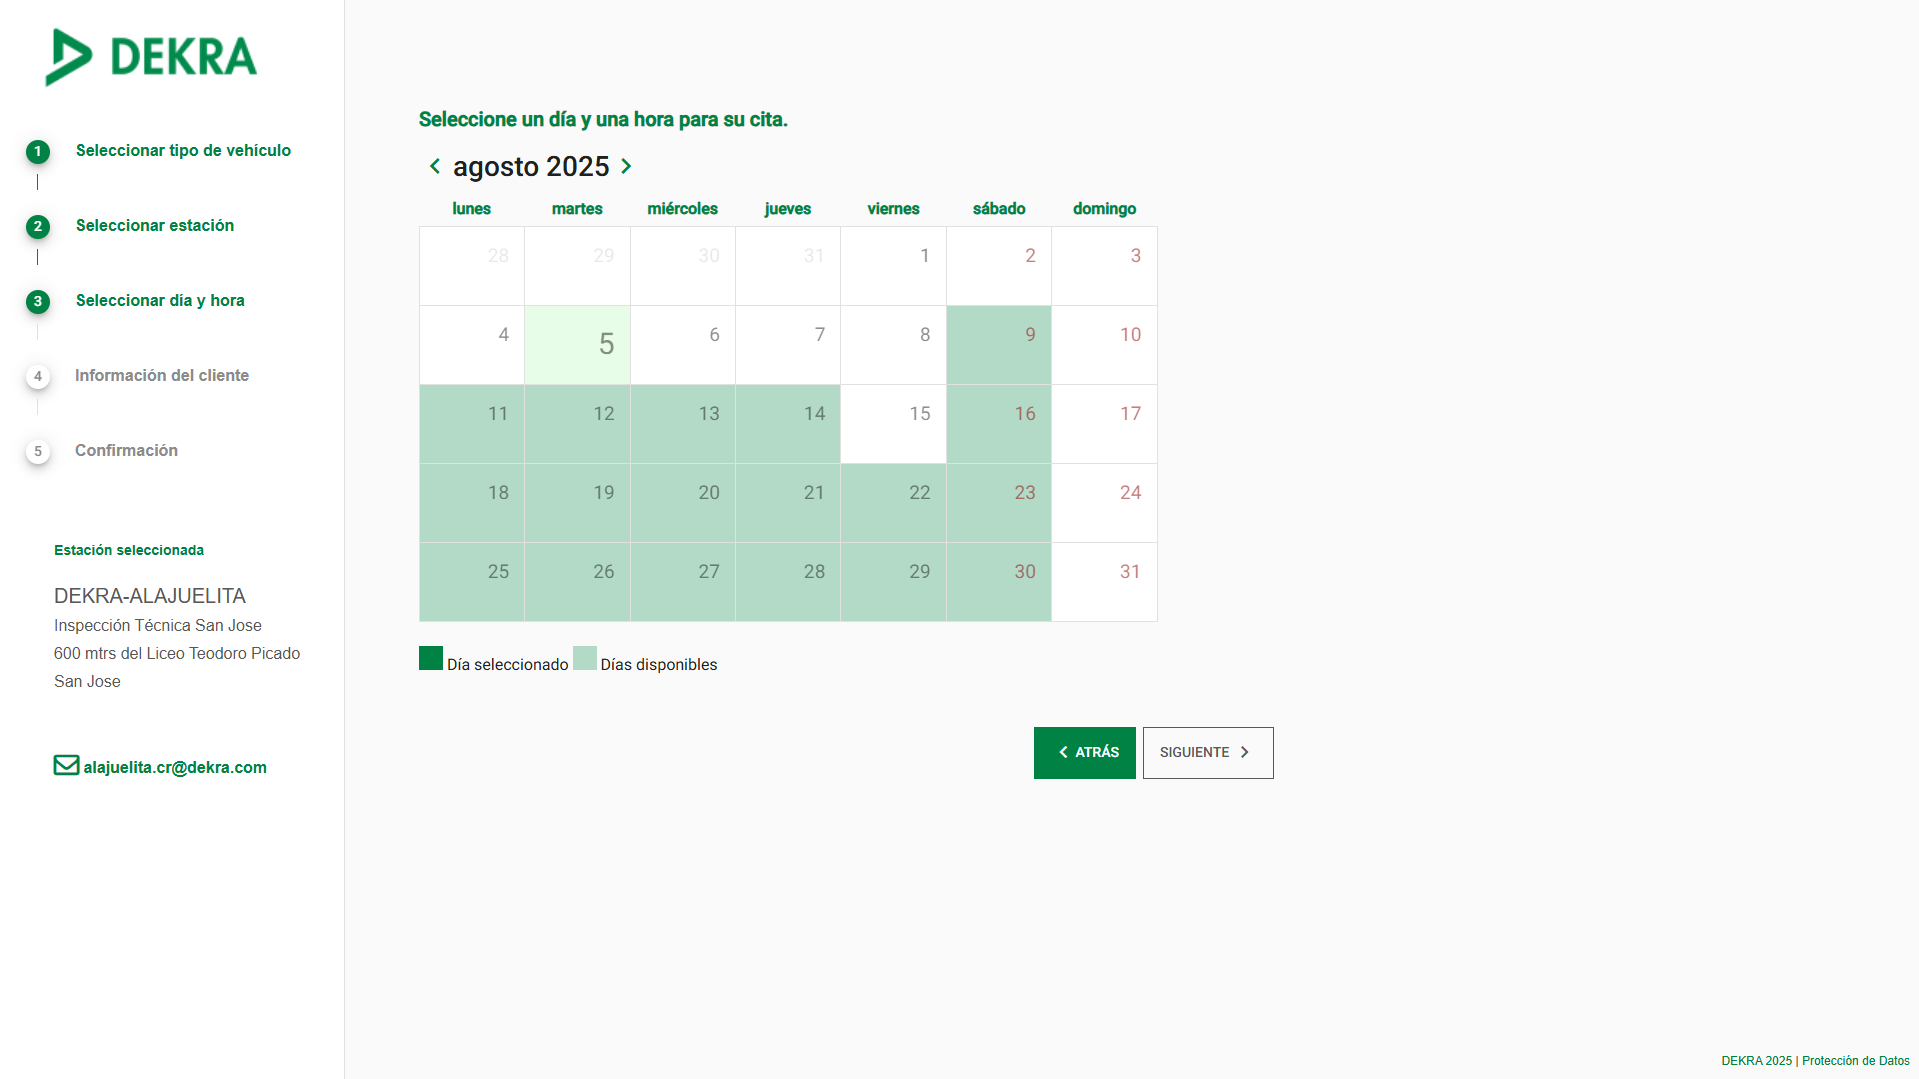 DEKRA
1 Seleccionar tipo de vehículo
2 Seleccionar estación
3 Seleccionar día y hora
4 Información del cliente
5 Confirmación
Estación seleccionada
DEKRA-ALAJUELITA
Inspección Técnica San Jose
600 mtrs del Liceo Teodoro Picado
San Jose
alajuelita.cr@dekra.com
Seleccione un día y una hora para su cita.
agosto 2025
lunes martes miércoles jueves viernes sábado domingo
28 29 30 31 1 2 3
4 5 6 7 8 9 10
11 12 13 14 15 16 17
18 19 20 21 22 23 24
25 26 27 28 29 30 31
Día seleccionado Días disponibles
ATRÁS SIGUIENTE
DEKRA 2025 | Protección de Datos